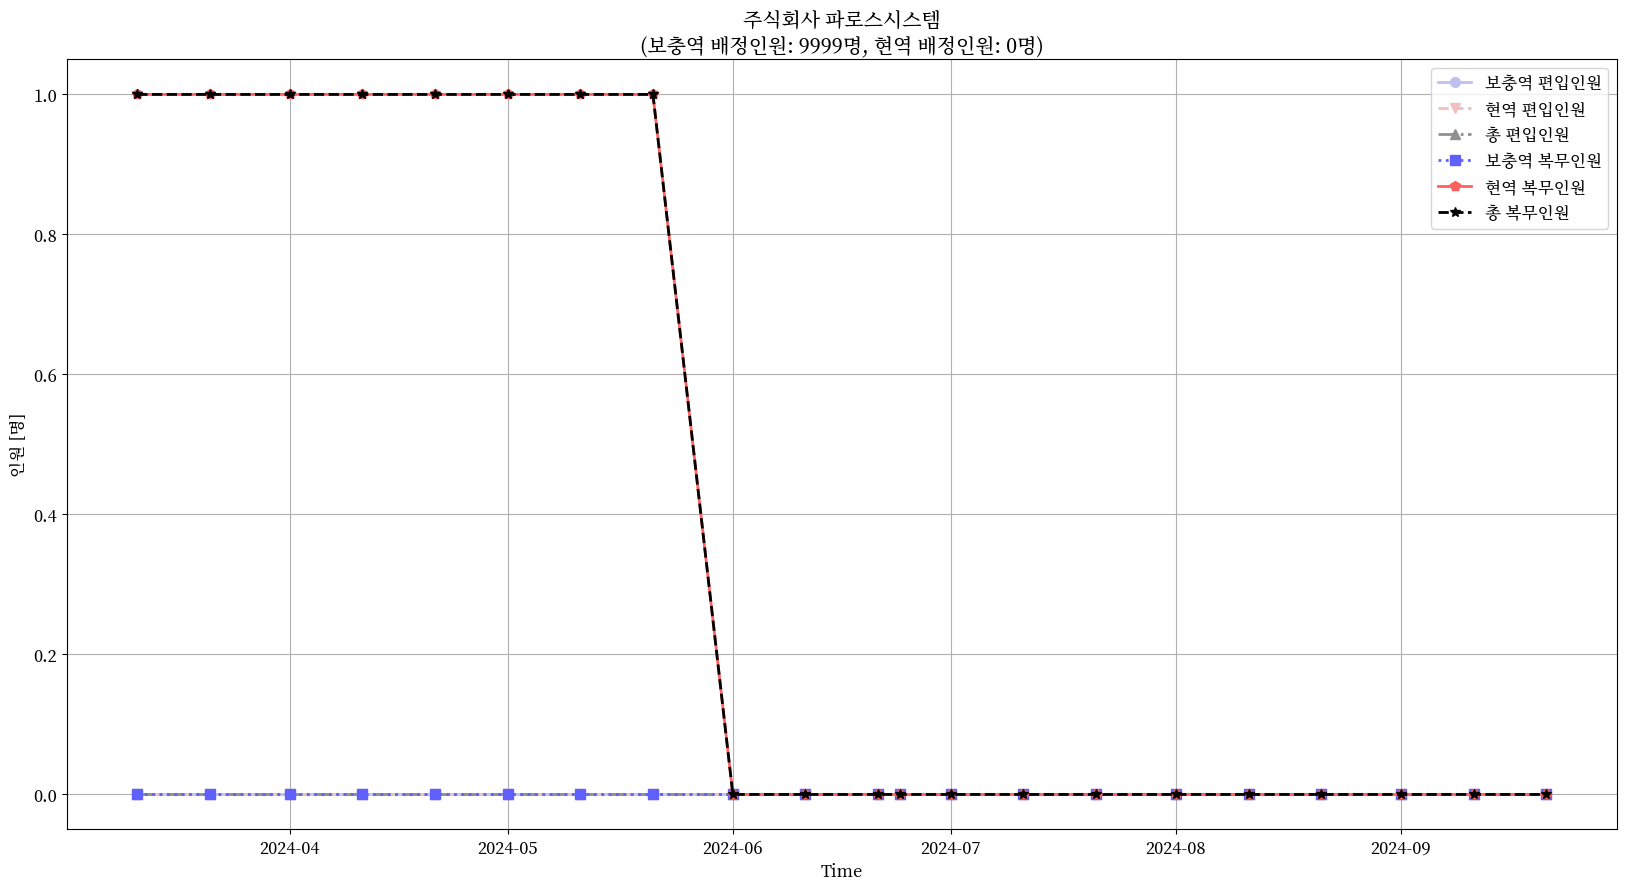 주식회사 파로스시스템
(보충역 배정인원: 9999명, 현역 배정인원: 0명)
보충역 편입인원
현역 편입인원
총 편입인원
보충역 복무인원
현역 복무인원
총 복무인원
인원 [명]
1.0
0.8
0.6
0.4
0.2
0.0
2024-04
2024-05
2024-06
2024-07
2024-08
2024-09
Time